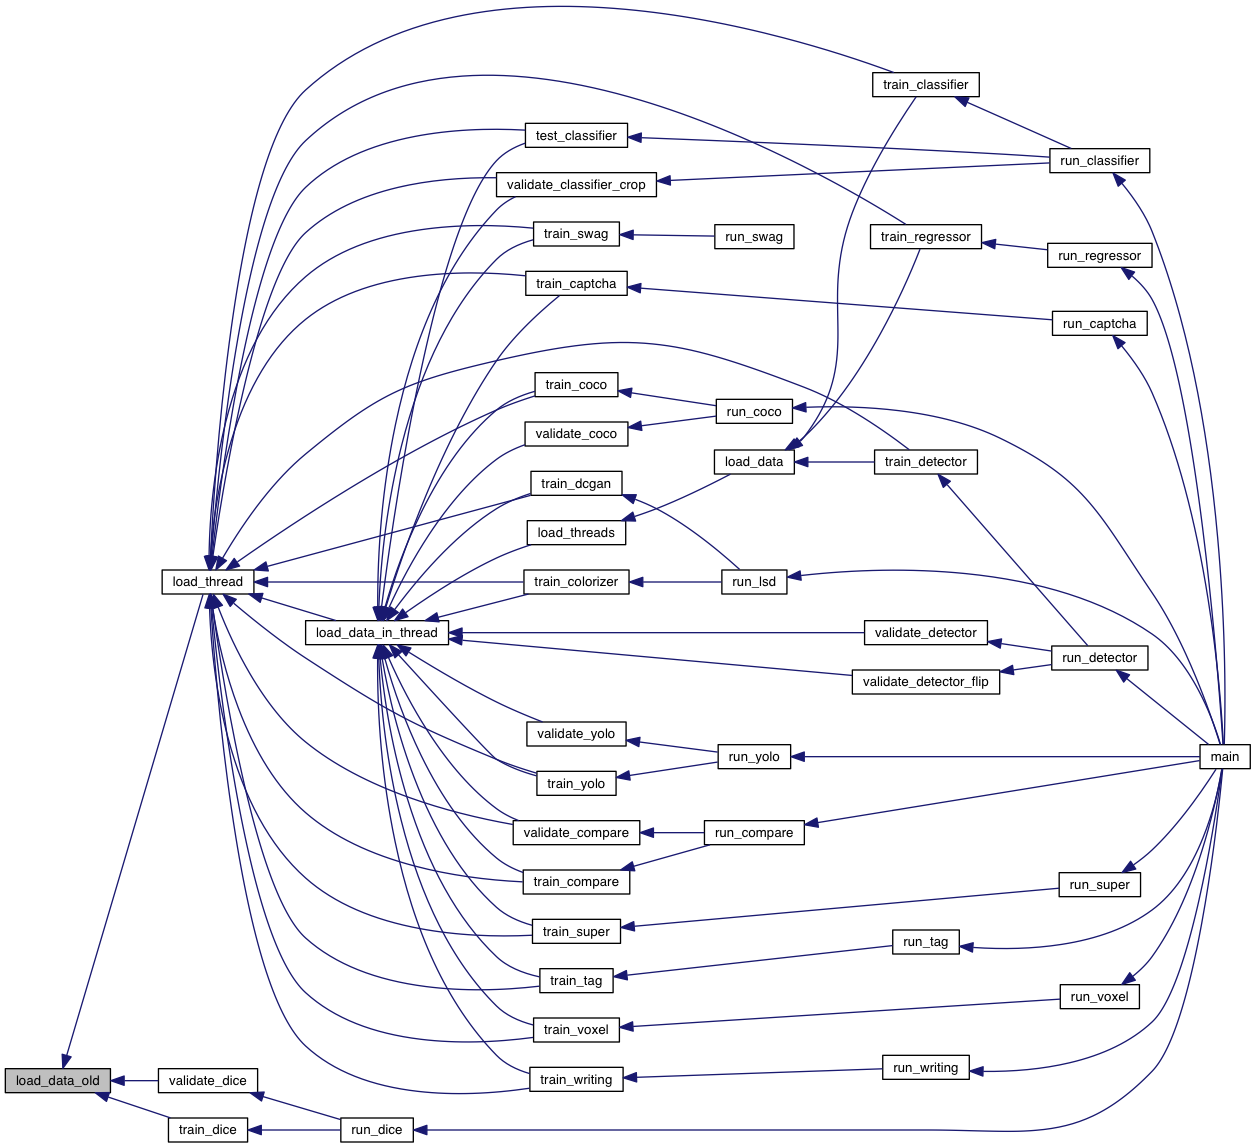 train_classifier
test_classifier
run_classifier
validate_classifier_crop
train_swag
run_swag
train_regressor
run_regressor
train_captcha
run_captcha
train_coco
run_coco
validate_coco
load_data
train_detector
train_dcgan
load_threads
load_thread
train_colorizer
run_lsd
load_data_in_thread
validate_detector
run_detector
validate_detector_flip
validate_yolo
run_yolo
main
train_yolo
validate_compare
run_compare
train_compare
run_super
train_super
run_tag
train_tag
run_voxel
train_voxel
run_writing
train_writing
load_data_old
validate_dice
train_dice
run_dice